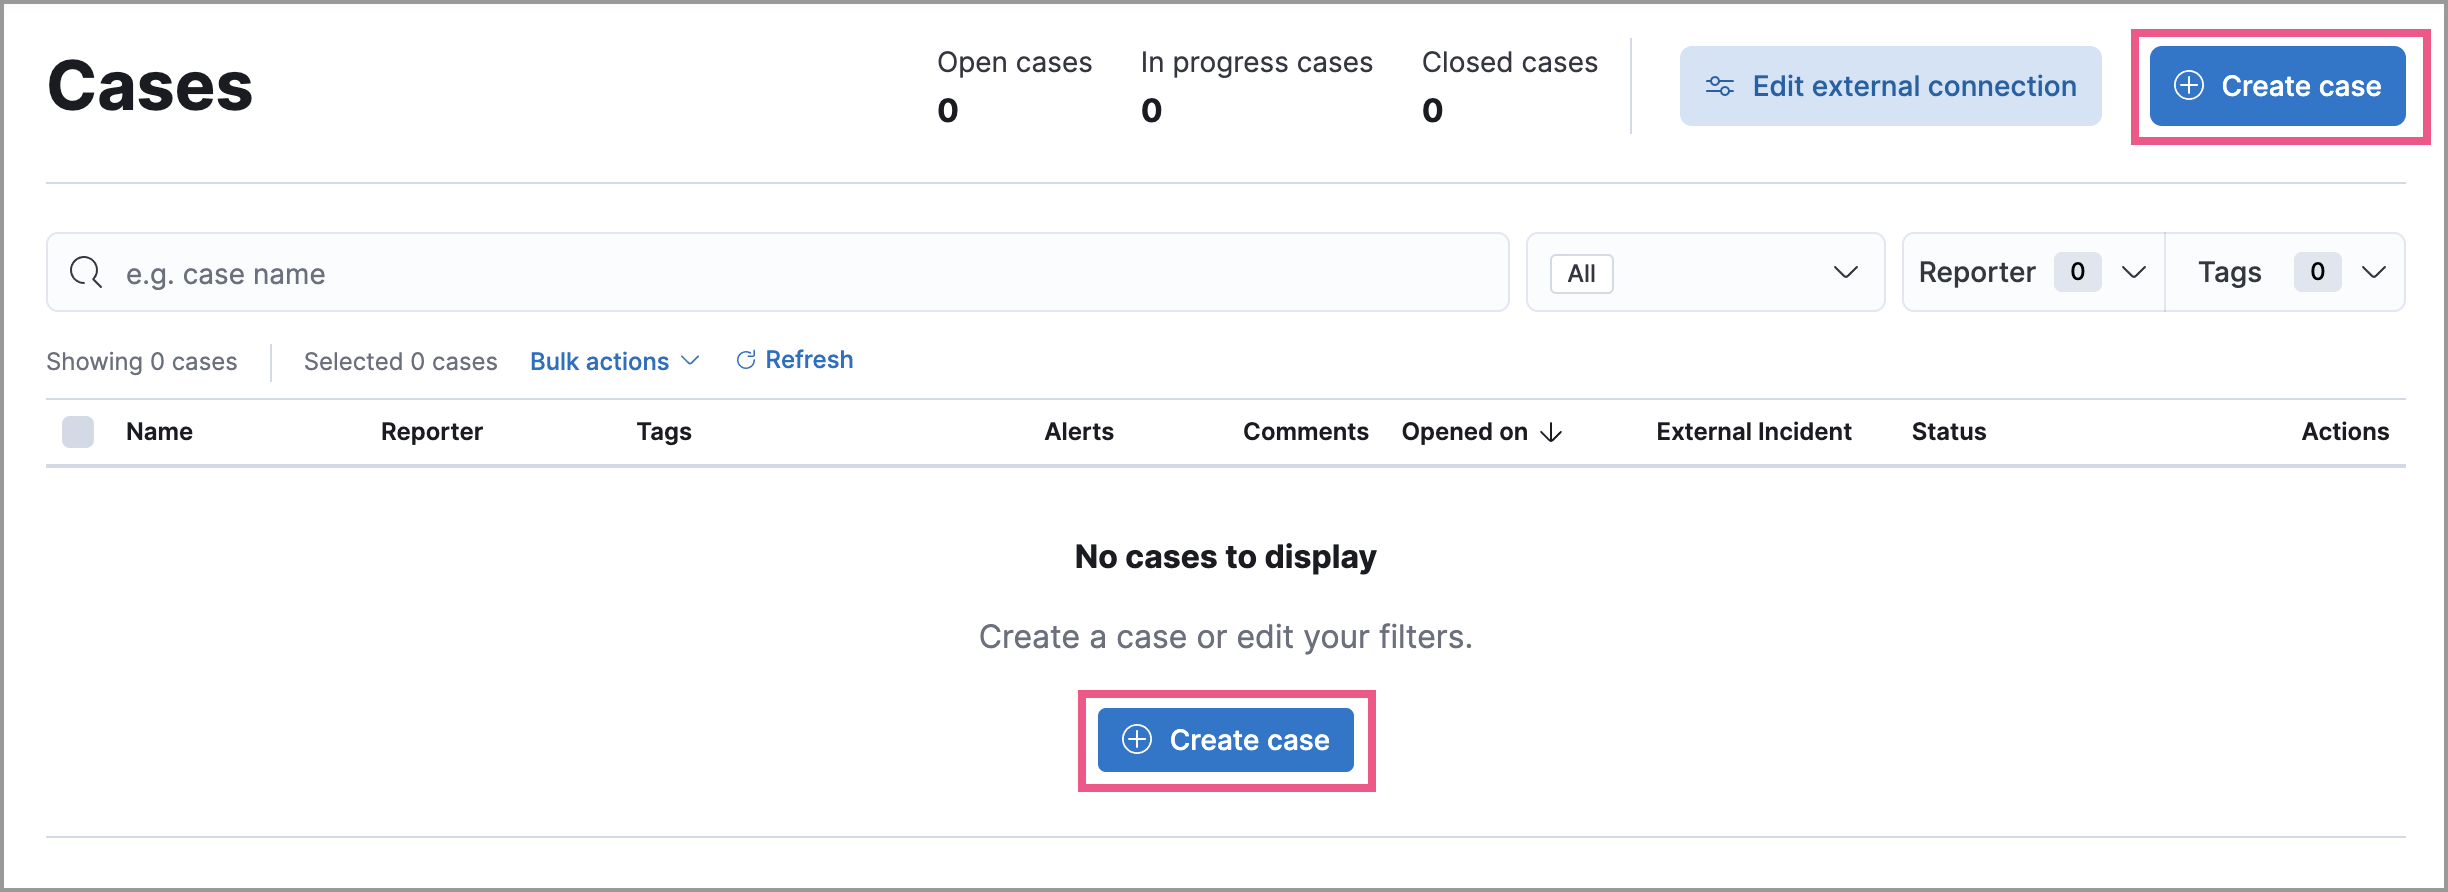 Cases
Open cases In progress cases Closed cases
0 0 0
Edit external connection
Create case
e.g. case name
All
Reporter 0
Tags 0
Showing 0 cases Selected 0 cases Bulk actions Refresh
Name Reporter Tags Alerts Comments Opened on External Incident Status Actions
No cases to display
Create a case or edit your filters.
Create case